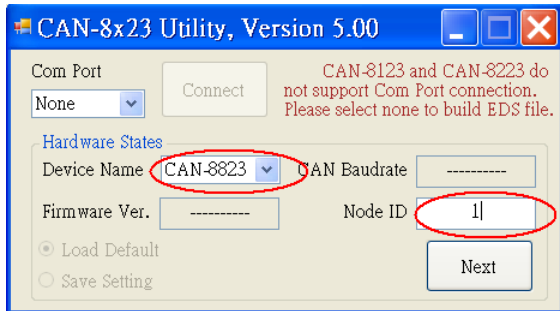 CAN-8x23 Utility, Version 5.00
Com Port
None
Connect
CAN-8123 and CAN-8223 do
not support Com Port connection.
Please select none to build EDS file.
Hardware States
Device Name CAN-8823 CAN Baudrate ----------
Firmware Ver. ---------- Node ID 1
Load Default
Save Setting
Next